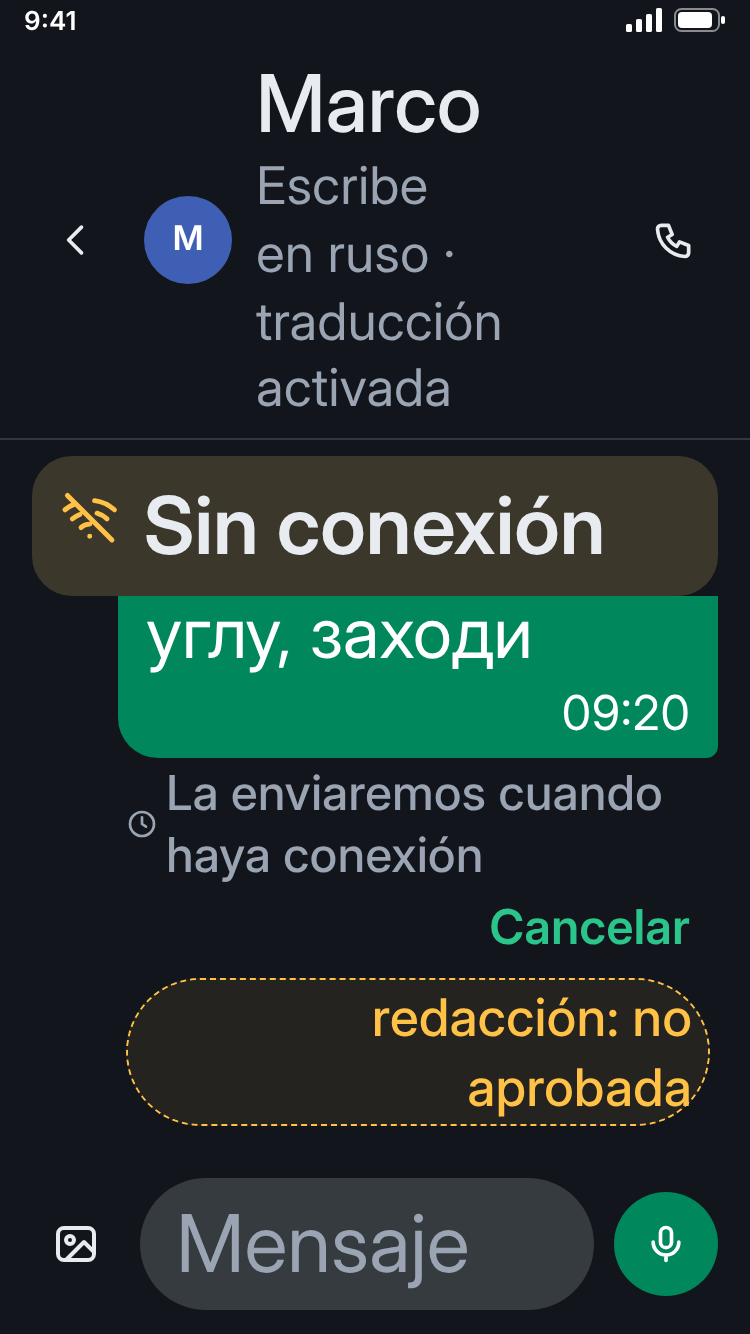 9:41
Marco
Escribe
en ruso ·
traducción
activada
M
Sin conexión
углу, заходи
09:20
La enviaremos cuando
haya conexión
Cancelar
redacción: no
aprobada
Mensaje